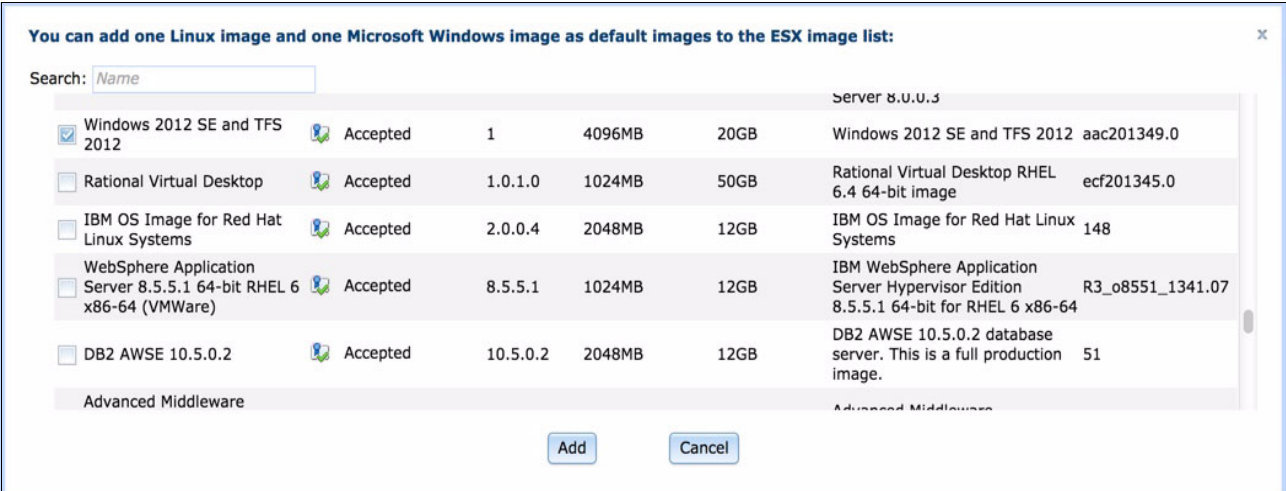 You can add one Linux image and one Microsoft Windows image as default images to the ESX image list:
x
Search: Name
Server 8.0.0.3
Windows 2012 SE and TFS
2012
Accepted
1
4096MB
20GB
Windows 2012 SE and TFS 2012
aac201349.0
Rational Virtual Desktop
Accepted
1.0.1.0
1024MB
50GB
Rational Virtual Desktop RHEL
6.4 64-bit image
ecf201345.0
IBM OS Image for Red Hat
Linux Systems
Accepted
2.0.0.4
2048MB
12GB
IBM OS Image for Red Hat Linux
Systems
148
WebSphere Application
Server 8.5.5.1 64-bit RHEL 6
x86-64 (VMWare)
Accepted
8.5.5.1
1024MB
12GB
IBM WebSphere Application
Server Hypervisor Edition
8.5.5.1 64-bit for RHEL 6 x86-64
R3_o8551_1341.07
DB2 AWSE 10.5.0.2
Accepted
10.5.0.2
2048MB
12GB
DB2 AWSE 10.5.0.2 database
server. This is a full production
image.
51
Advanced Middleware
Advanced Middleware
Add
Cancel